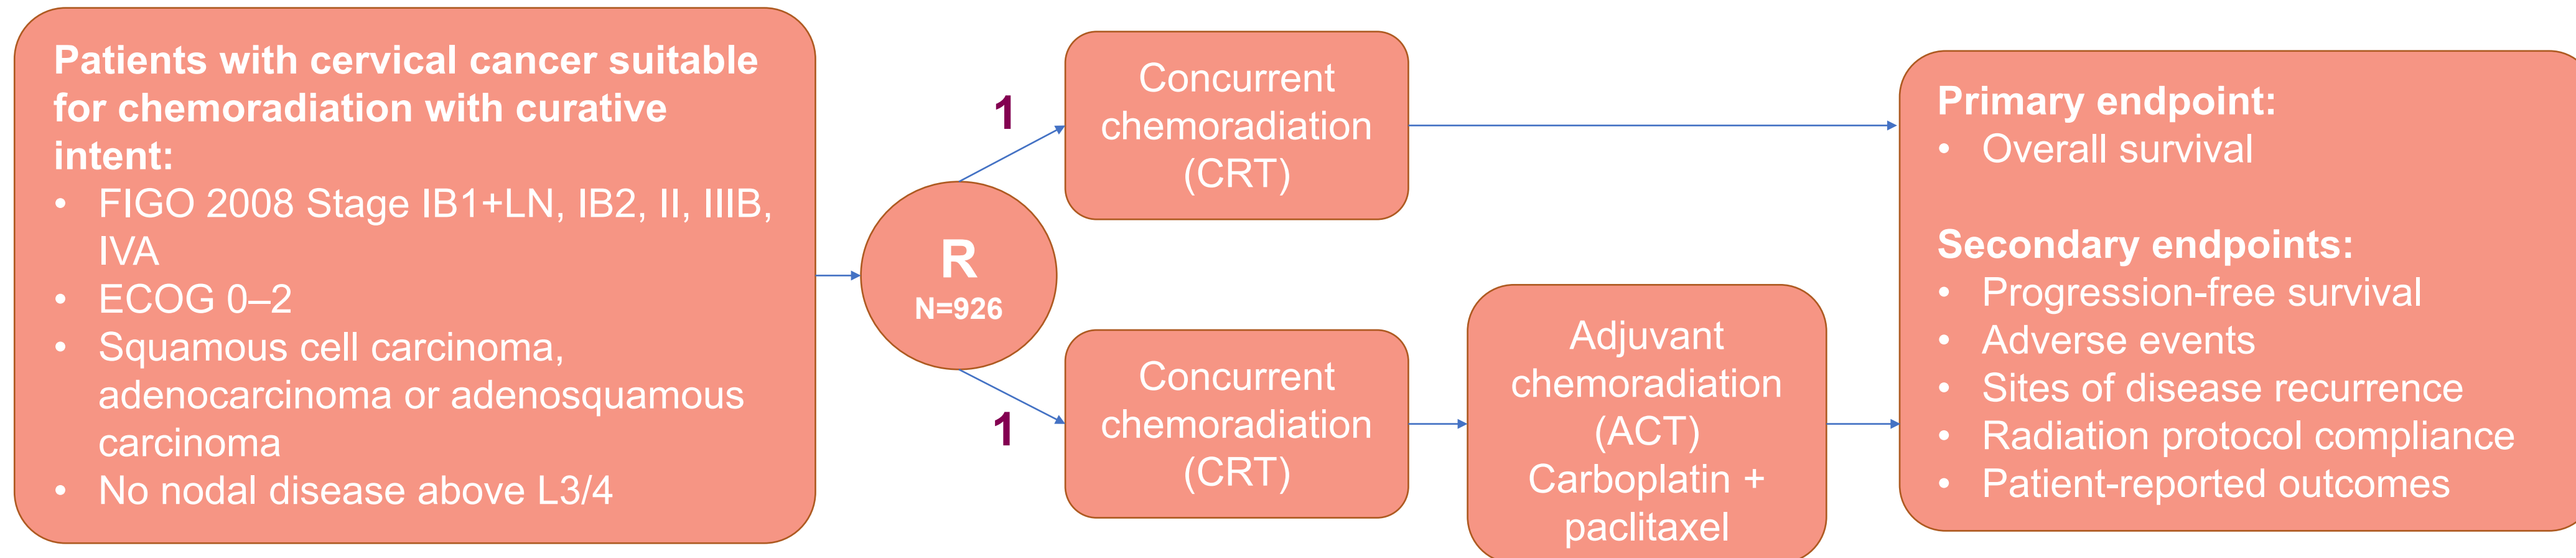 Patients with cervical cancer suitable
for chemoradiation with curative
intent:
• FIGO 2008 Stage IB1+LN, IB2, II, IIIB,
IVA
• ECOG 0–2
• Squamous cell carcinoma,
adenocarcinoma or adenosquamous
carcinoma
• No nodal disease above L3/4
R
N=926
1
Concurrent
chemoradiation
(CRT)
1
Concurrent
chemoradiation
(CRT)
Adjuvant
chemoradiation
(ACT)
Carboplatin +
paclitaxel
Primary endpoint:
• Overall survival
Secondary endpoints:
• Progression-free survival
• Adverse events
• Sites of disease recurrence
• Radiation protocol compliance
• Patient-reported outcomes